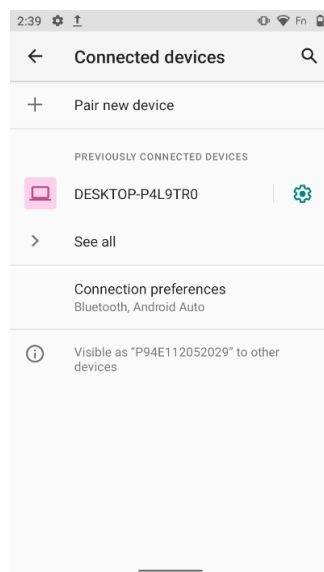 2:39 Fn
Connected devices
Pair new device
PREVIOUSLY CONNECTED DEVICES
DESKTOP-P4L9TR0
See all
Connection preferences
Bluetooth, Android Auto
Visible as “P94E112052029” to other
devices